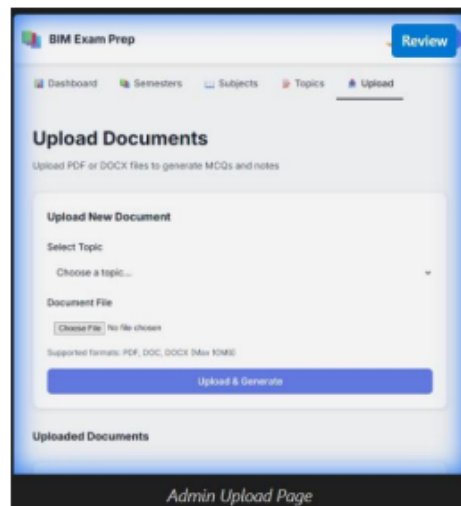 BIM Exam Prep
Review
Dashboard Semesters Subjects Topics Upload
Upload Documents
Upload PDF or DOCX files to generate MCQs and notes
Upload New Document
Select Topic
Choose a topic...
Document File
Choose File No file chosen
Supported formats: PDF, DOC, DOCX (Max 10MB)
Upload & Generate
Uploaded Documents
Admin Upload Page